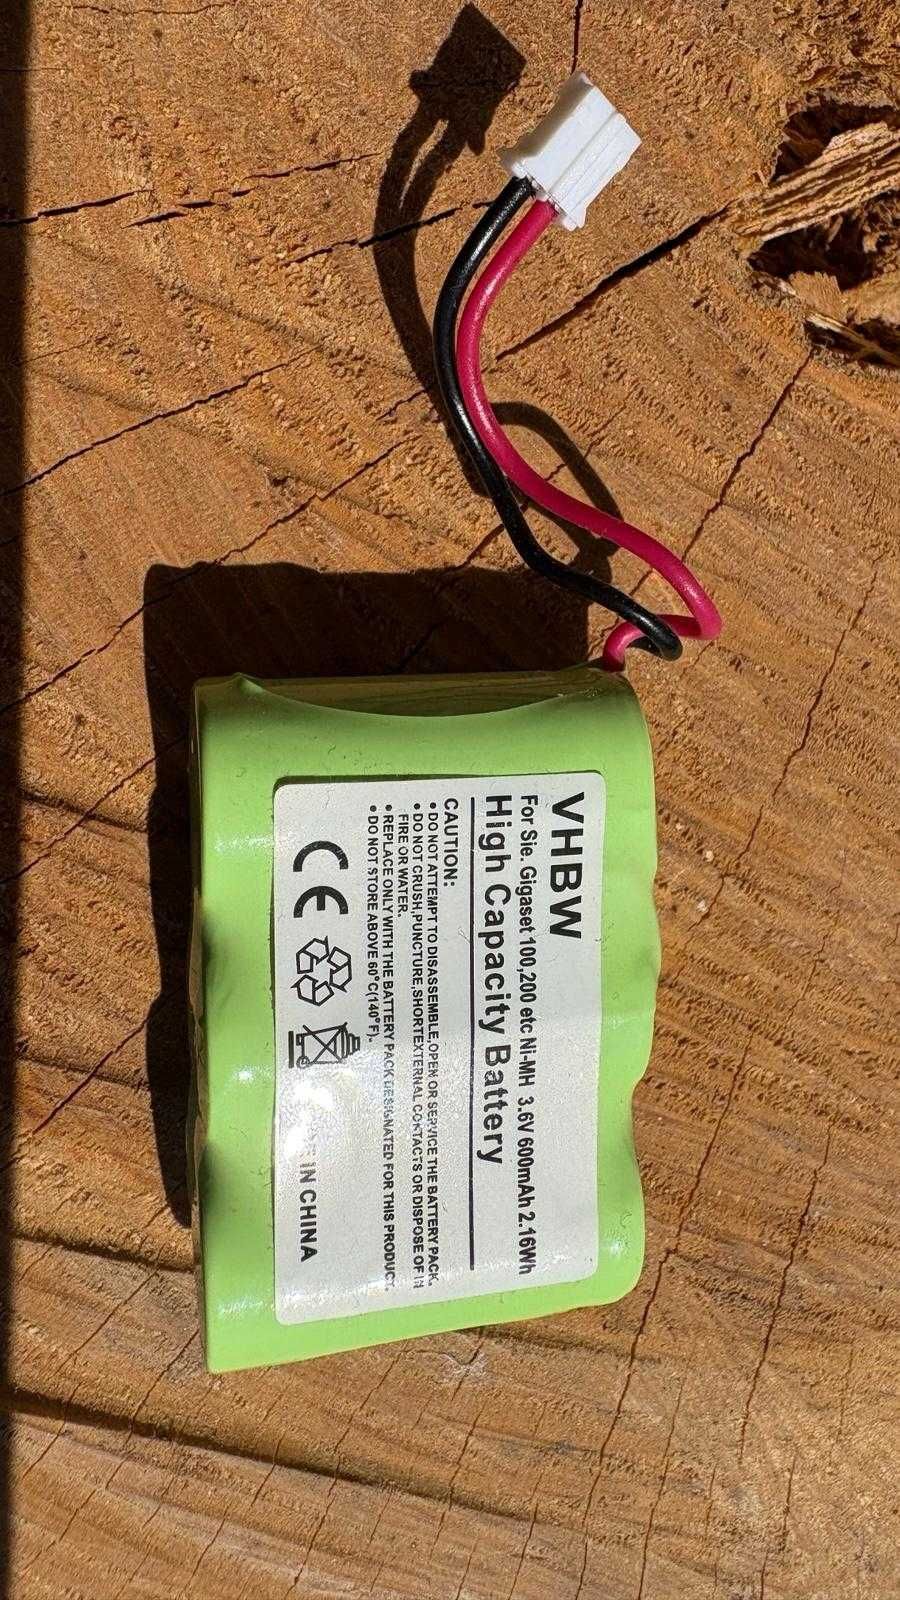 VHBW
For Sie. Gigaset 100,200 etc Ni-MH 3.6V 600mAh 2.16Wh
High Capacity Battery
CAUTION:
• DO NOT ATTEMPT TO DISASSEMBLE,OPEN OR SERVICE THE BATTERY PACK.
• DO NOT CRUSH,PUNCTURE,SHORTEXTERNAL CONTACTS OR DISPOSE OF IN
FIRE OR WATER.
• REPLACE ONLY WITH THE BATTERY PACK DESIGNATED FOR THIS PRODUCT.
• DO NOT STORE ABOVE 60°C(140°F).
CE IN CHINA